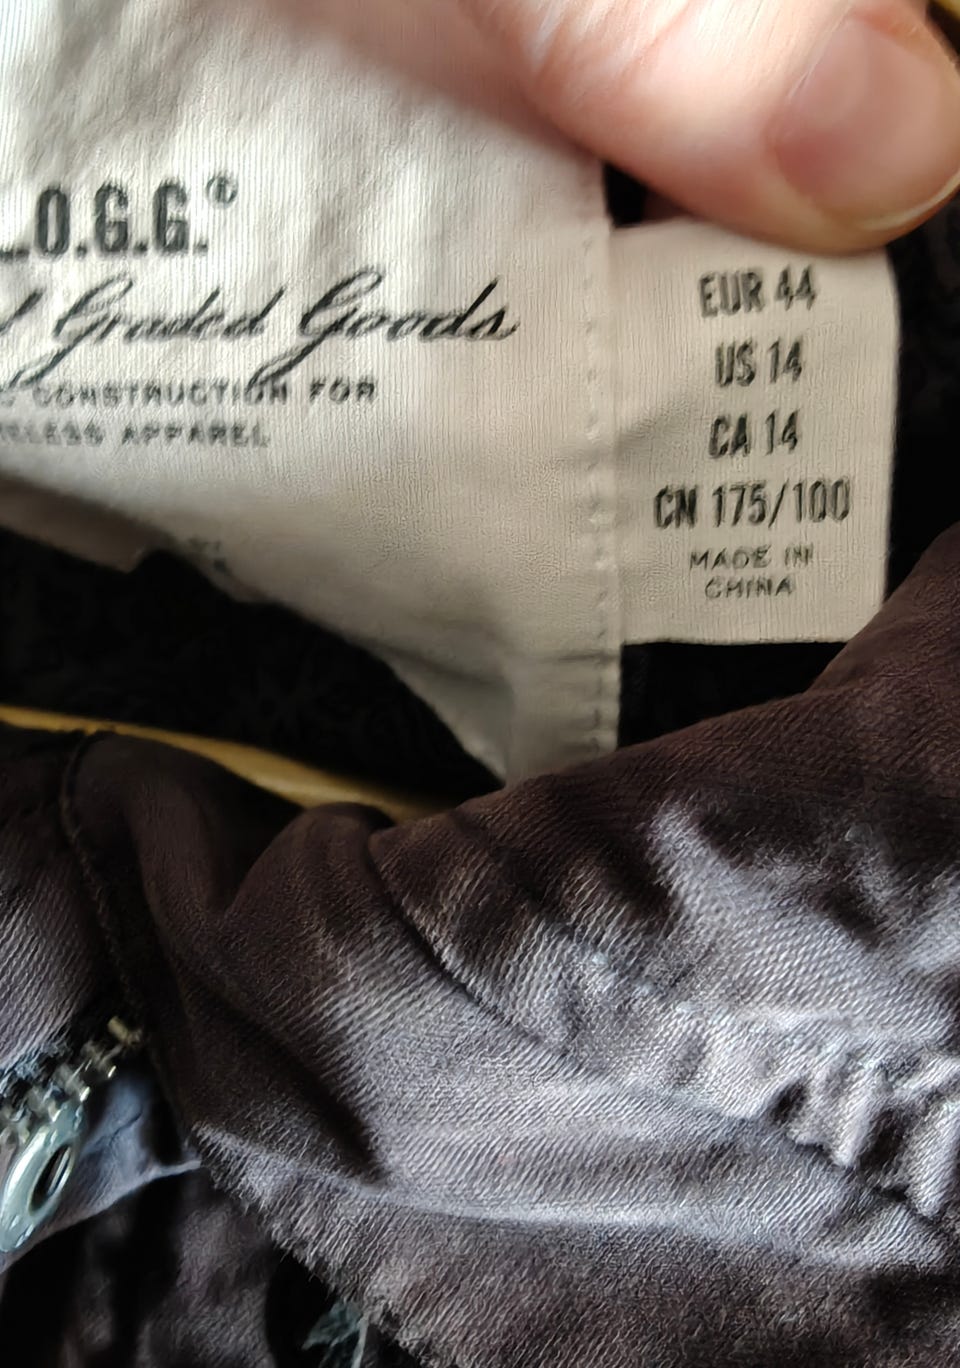 .O.G.G.®
Graded Goods
CONSTRUCTION FOR
APPAREL
EUR 44
US 14
CA 14
CN 175/100
MADE IN
CHINA